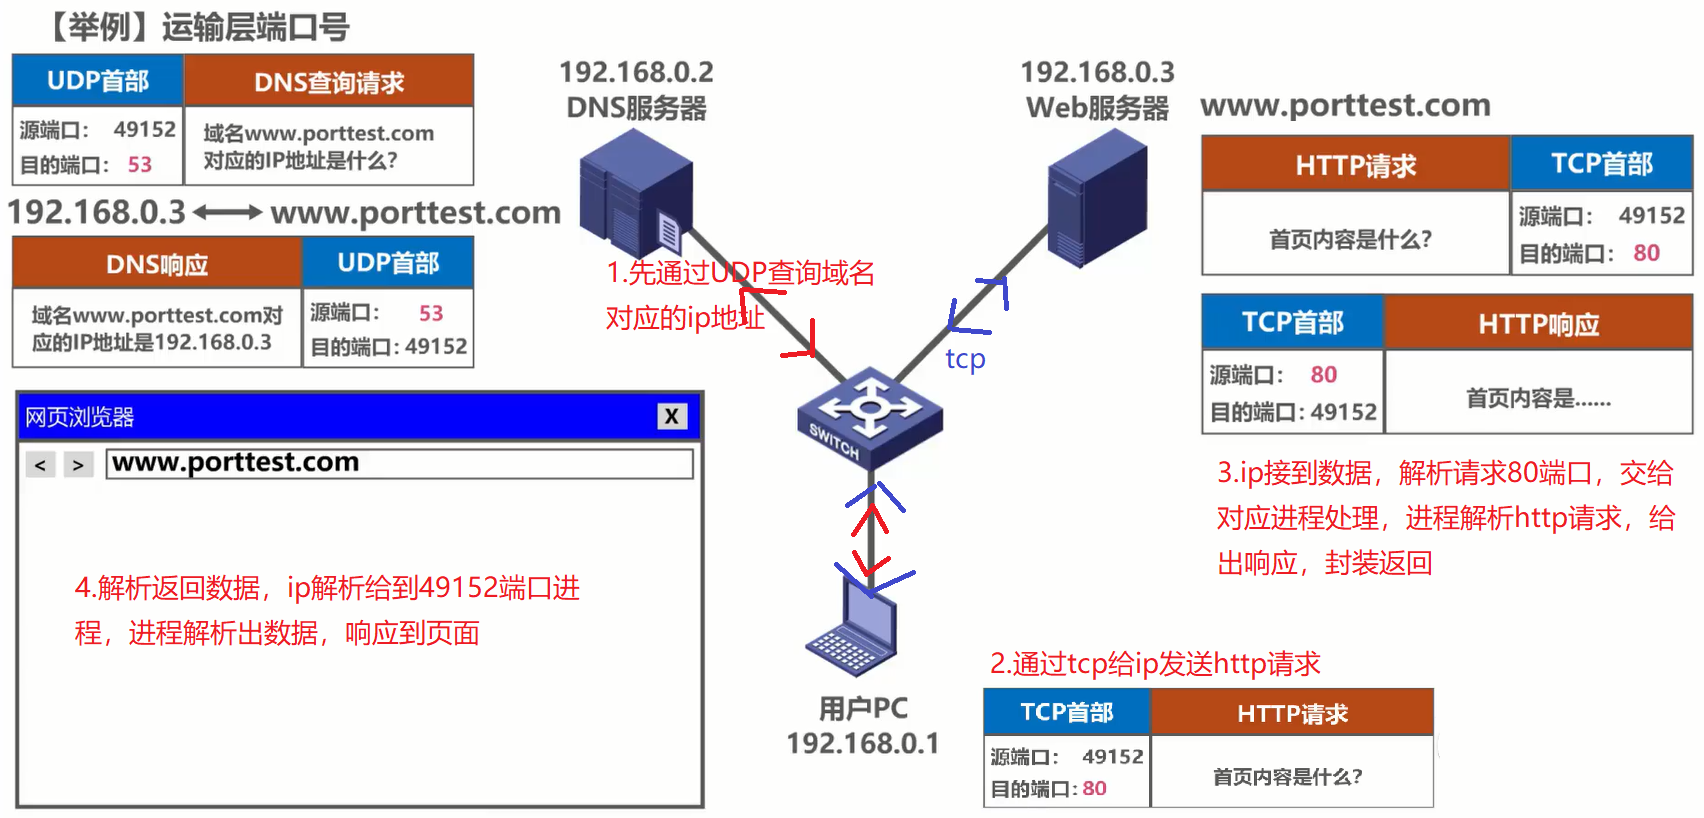 【举例】运输层端口号
UDP首部
DNS查询请求
源端口： 49152
目的端口： 53
域名www.porttest.com
对应的IP地址是什么？
192.168.0.3
www.porttest.com
DNS响应
UDP首部
域名www.porttest.com对
应的IP地址是192.168.0.3
源端口： 53
目的端口：49152
192.168.0.2
DNS服务器
192.168.0.3
Web服务器
www.porttest.com
HTTP请求
TCP首部
首页内容是什么？
源端口： 49152
目的端口： 80
TCP首部
HTTP响应
源端口： 80
目的端口：49152
首页内容是......
1.先通过UDP查询域名
对应的ip地址
tcp
SWITCH
网页浏览器
X
<
>
www.porttest.com
4.解析返回数据，ip解析给到49152端口进
程，进程解析出数据，响应到页面
3.ip接到数据，解析请求80端口，交给
对应进程处理，进程解析http请求，给
出响应，封装返回
用户PC
192.168.0.1
2.通过tcp给ip发送http请求
TCP首部
HTTP请求
源端口： 49152
目的端口：80
首页内容是什么？